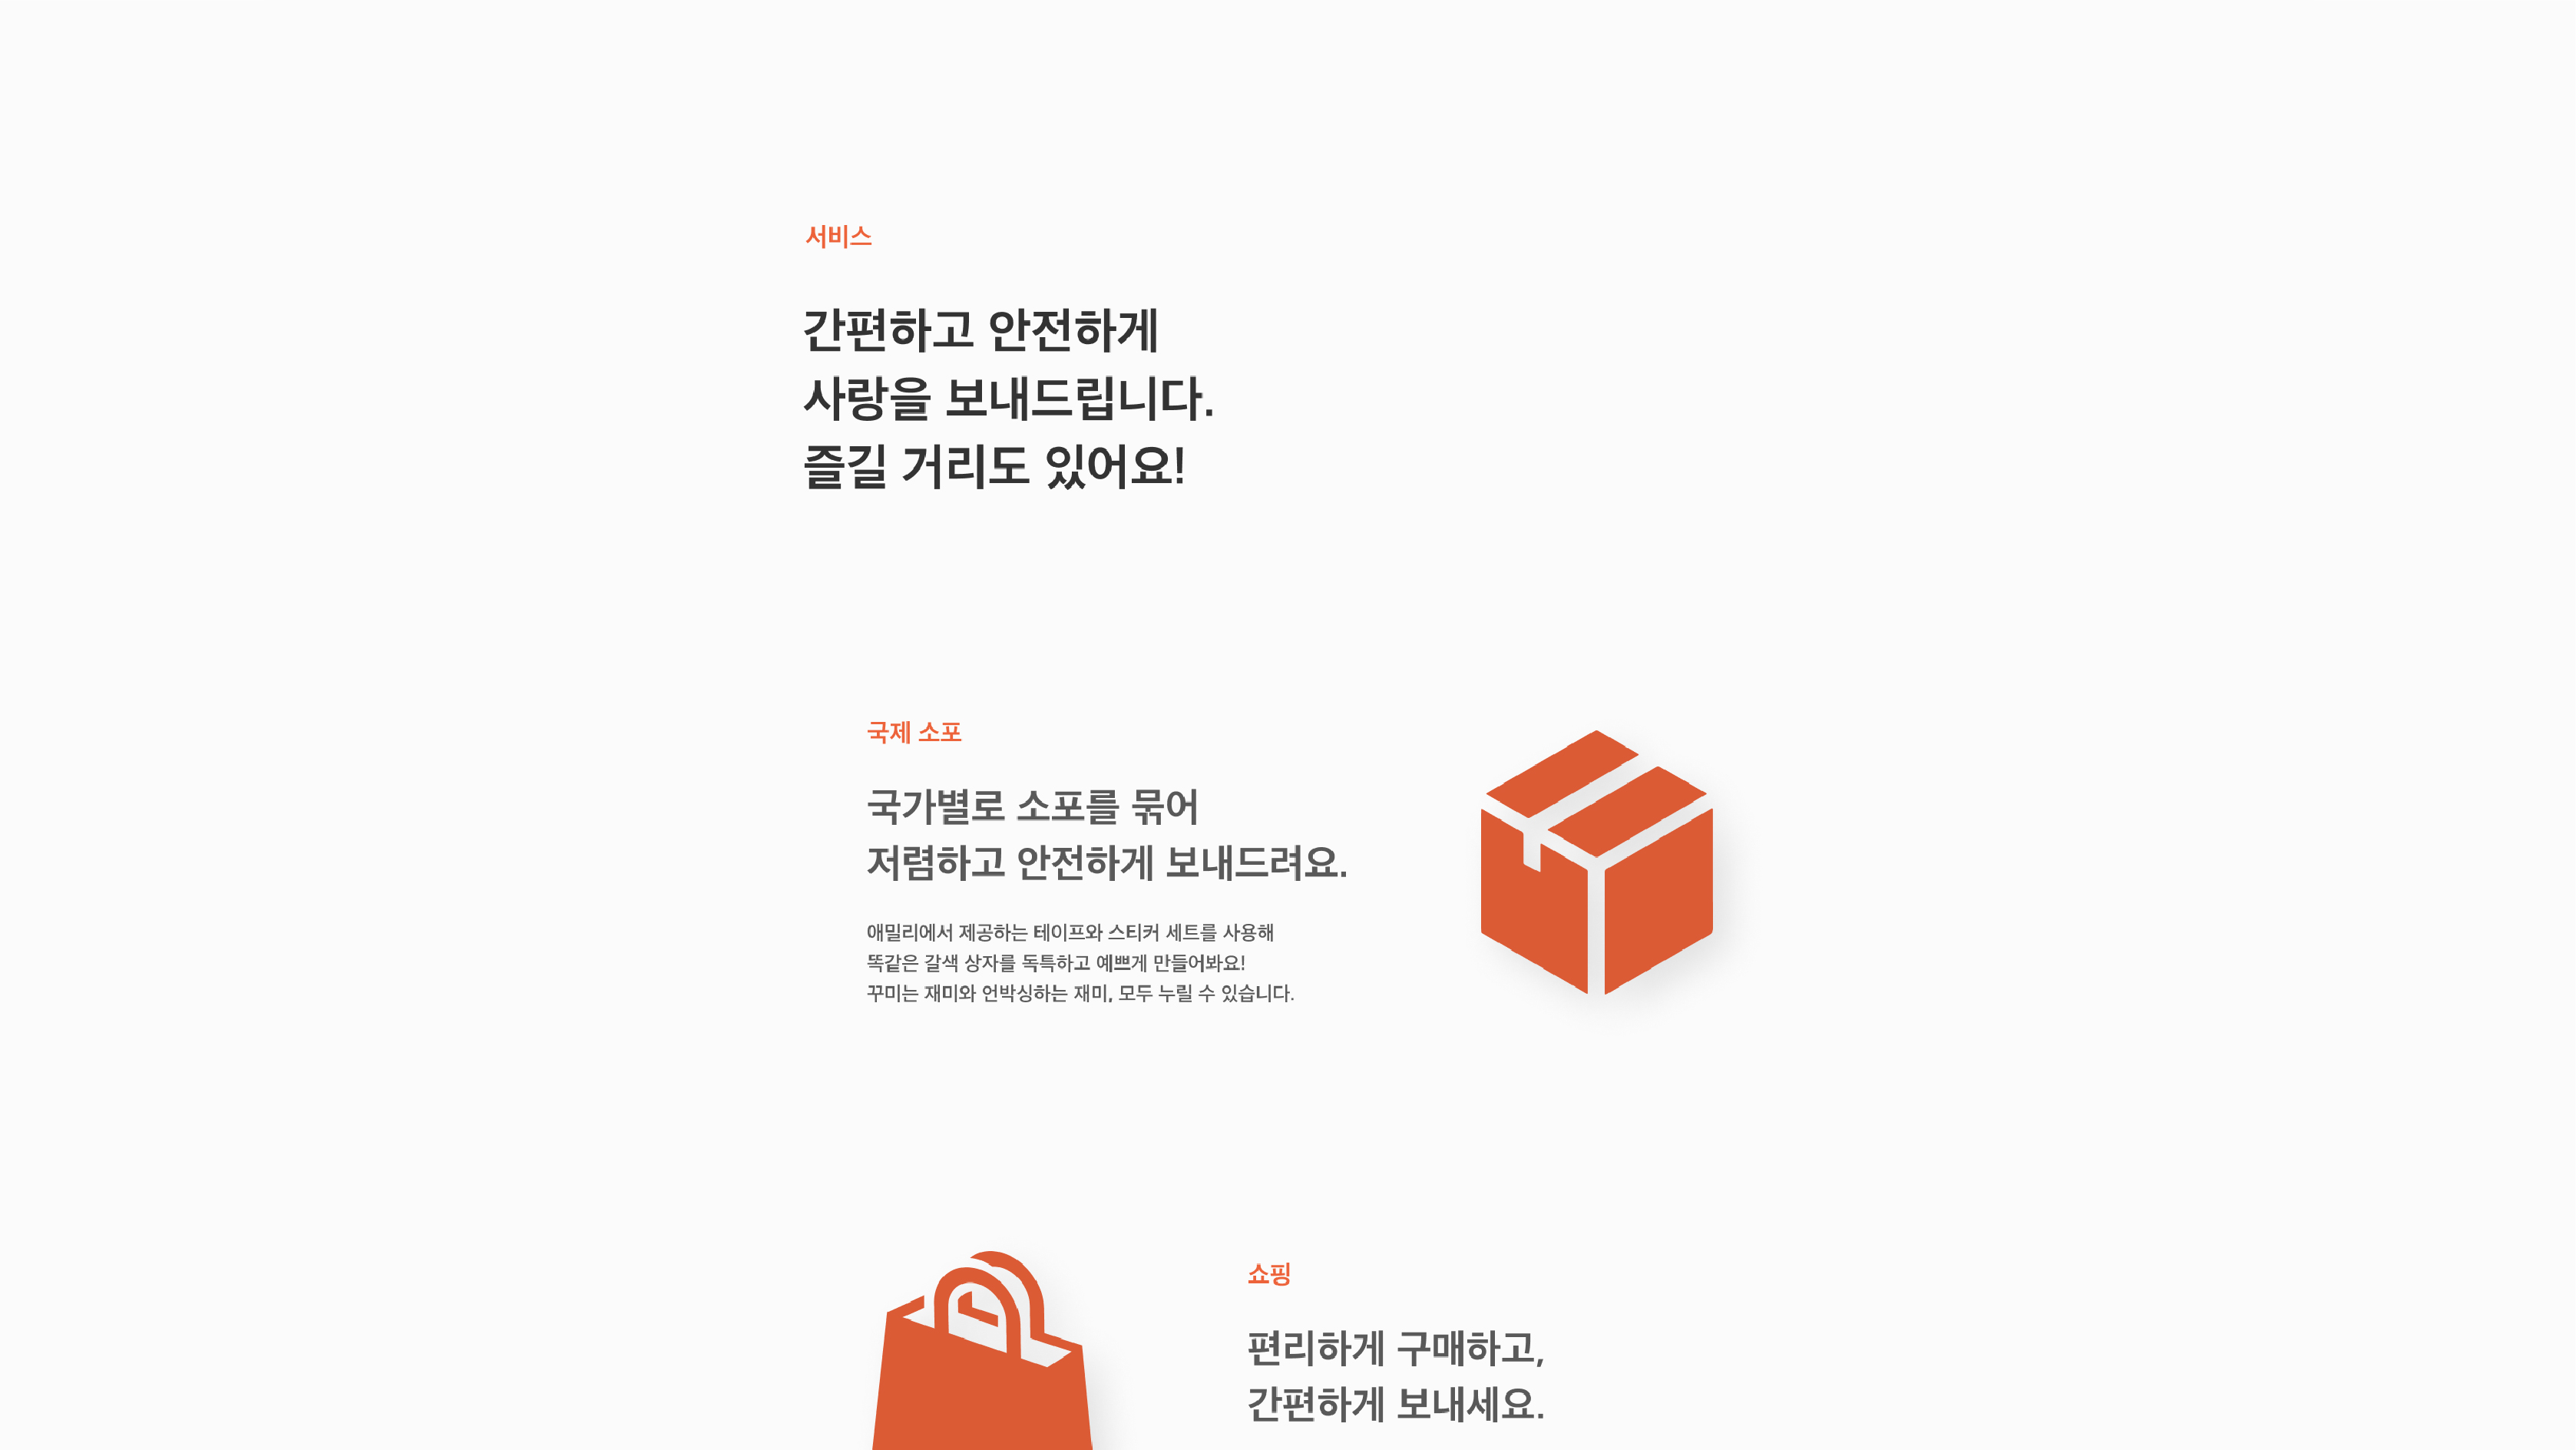 서비스
간편하고 안전하게
사랑을 보내드립니다.
즐길 거리도 있어요!
국제 소포
국가별로 소포를 묶어
저렴하고 안전하게 보내드려요.
애밀리에서 제공하는 테이프와 스티커 세트를 사용해
똑같은 갈색 상자를 독특하고 예쁘게 만들어봐요!
꾸미는 재미와 언박싱하는 재미, 모두 누릴 수 있습니다.
쇼핑
편리하게 구매하고,
간편하게 보내세요.